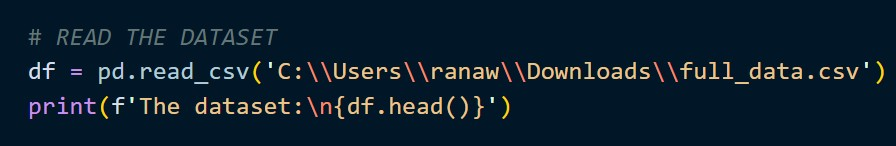 # READ THE DATASET
df = pd.read_csv('C:\\Users\\ranaw\\Downloads\\full_data.csv')
print(f'The dataset:\n{df.head()}')